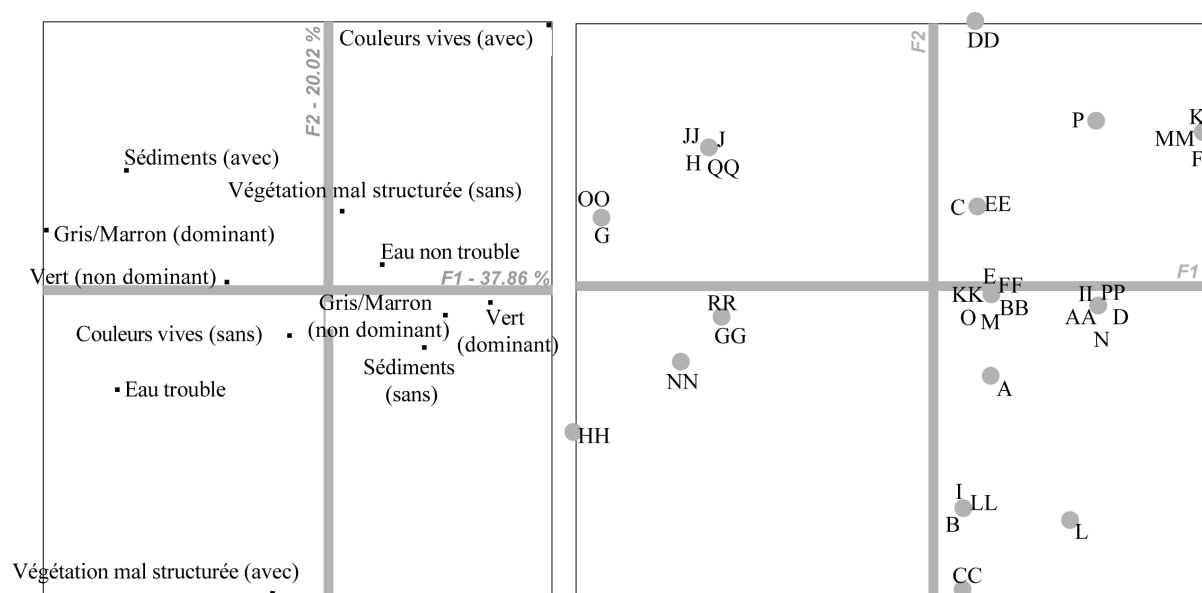 Couleurs vives (avec)
F2 - 20.02 %
Sédiments (avec)
Végétation mal structurée (sans)
Gris/Marron (dominant)
Eau non trouble
Vert (non dominant)
F1 - 37.86 %
Gris/Marron
(non dominant)
Vert
(dominant)
Couleurs vives (sans)
Sédiments
(sans)
Eau trouble
Végétation mal structurée (avec)
F2
DD
P
K
MM
F
JJ J
H QQ
OO
G
C EE
F1
E FF
KK BB
O M
II PP
AA D
N
RR
GG
NN
A
HH
I LL
B
L
CC